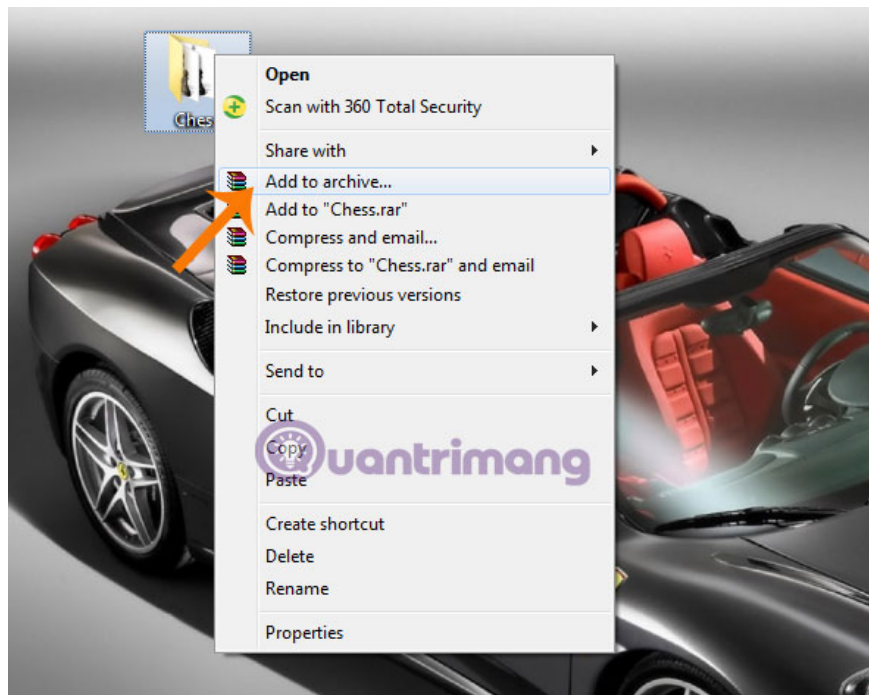 Ches
Open
Scan with 360 Total Security
Share with
Add to archive...
Add to "Chess.rar"
Compress and email...
Compress to "Chess.rar" and email
Restore previous versions
Include in library
Send to
Cut
Copy
Quantrimang
Paste
Create shortcut
Delete
Rename
Properties